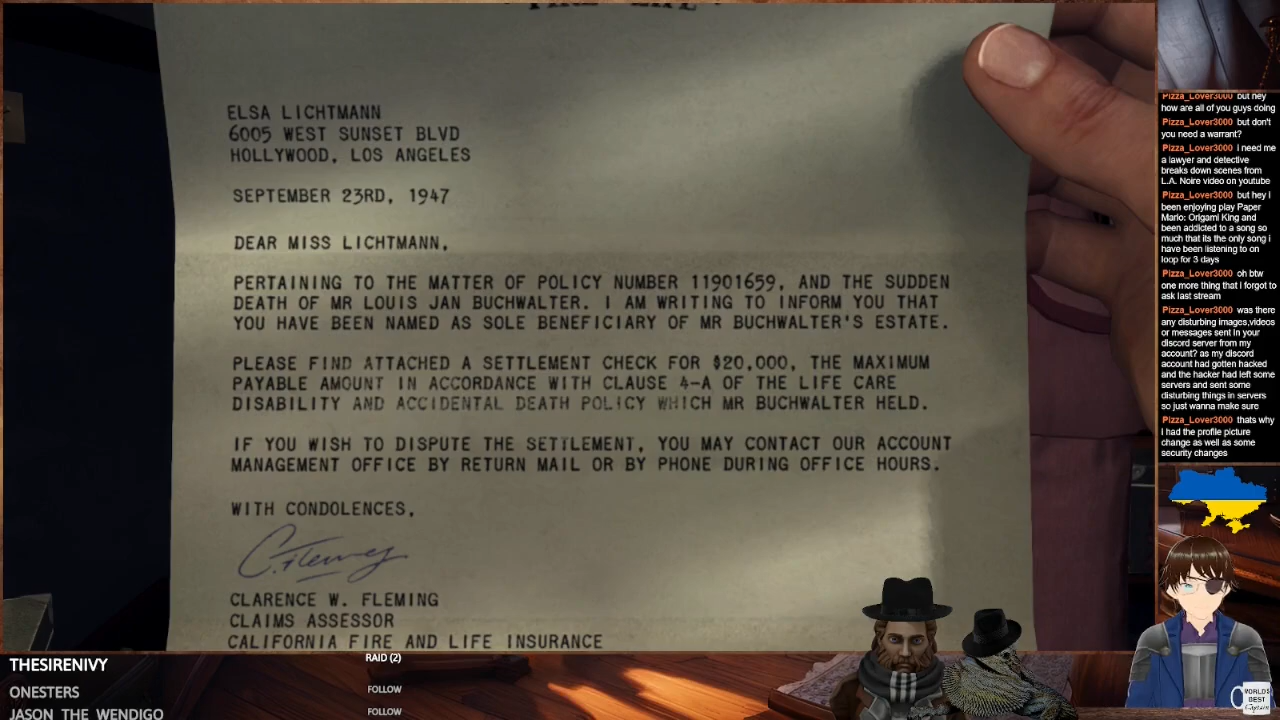 FIRE LIFE
ELSA LICHTMANN
6005 WEST SUNSET BLVD
HOLLYWOOD, LOS ANGELES
SEPTEMBER 23RD, 1947
DEAR MISS LICHTMANN,
PERTAINING TO THE MATTER OF POLICY NUMBER 11901659, AND THE SUDDEN
DEATH OF MR LOUIS JAN BUCHWALTER. I AM WRITING TO INFORM YOU THAT
YOU HAVE BEEN NAMED AS SOLE BENEFICIARY OF MR BUCHWALTER'S ESTATE.
PLEASE FIND ATTACHED A SETTLEMENT CHECK FOR $20,000, THE MAXIMUM
PAYABLE AMOUNT IN ACCORDANCE WITH CLAUSE 4-A OF THE LIFE CARE
DISABILITY AND ACCIDENTAL DEATH POLICY WHICH MR BUCHWALTER HELD.
IF YOU WISH TO DISPUTE THE SETTLEMENT, YOU MAY CONTACT OUR ACCOUNT
MANAGEMENT OFFICE BY RETURN MAIL OR BY PHONE DURING OFFICE HOURS.
WITH CONDOLENCES,
C. Fleming
CLARENCE W. FLEMING
CLAIMS ASSESSOR
CALIFORNIA FIRE AND LIFE INSURANCE
Pizza_Lover3000 but hey
how are all of you guys doing
Pizza_Lover3000 but don't
you need a warrant?
Pizza_Lover3000 i need me
a lawyer and detective
breaks down scenes from
L.A. Noire video on youtube
Pizza_Lover3000 but hey i
been enjoying play Paper
Mario: Origami King and
been addicted to a song so
much that its the only song i
have been listening to on
loop for 3 days
Pizza_Lover3000 oh btw
one more thing that i forgot to
ask last stream
Pizza_Lover3000 was there
any disturbing images,videos
or messages sent in your
discord server from my
account? as my discord
account had gotten hacked
and the hacker had left some
servers and sent some
disturbing things in servers
so just wanna make sure
Pizza_Lover3000 thats why
I had the profile picture
change as well as some
security changes
WORLD'S
BEST
THESIRENIVY
RAID (2)
ONESTERS
FOLLOW
JASON_THE_WENDIGO
FOLLOW